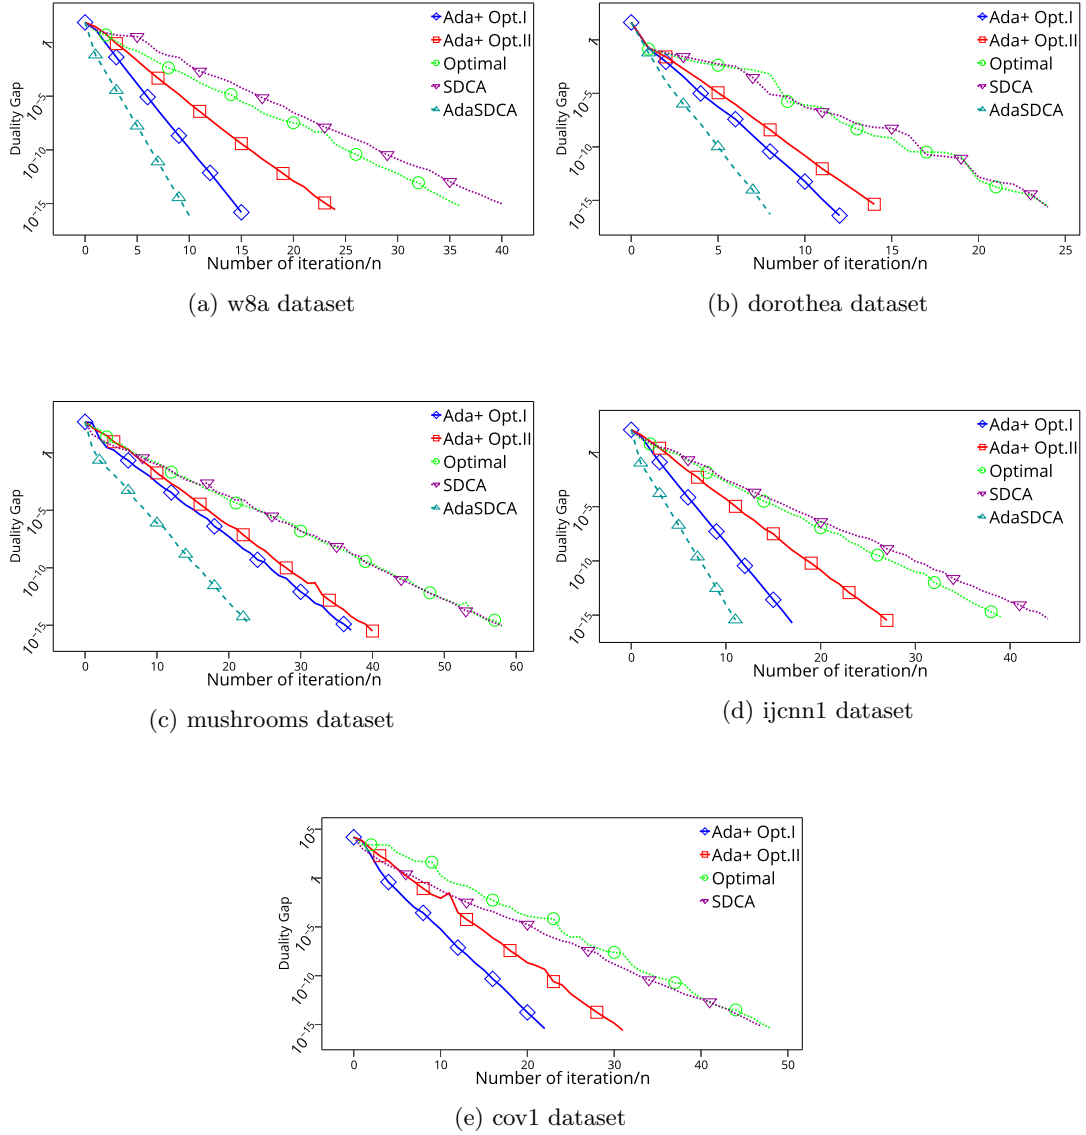 Ada+ Opt.I
Ada+ Opt.II
Optimal
SDCA
AdaSDCA
Duality Gap
1
10^-5
10^-10
10^-15
0 5 10 15 20 25 30 35 40
Number of iteration/n
(a) w8a dataset
Ada+ Opt.I
Ada+ Opt.II
Optimal
SDCA
AdaSDCA
Duality Gap
1
10^-5
10^-10
10^-15
0 5 10 15 20 25
Number of iteration/n
(b) dorothea dataset
Ada+ Opt.I
Ada+ Opt.II
Optimal
SDCA
AdaSDCA
Duality Gap
1
10^-5
10^-10
10^-15
0 10 20 30 40 50 60
Number of iteration/n
(c) mushrooms dataset
Ada+ Opt.I
Ada+ Opt.II
Optimal
SDCA
AdaSDCA
Duality Gap
1
10^-5
10^-10
10^-15
0 10 20 30 40
Number of iteration/n
(d) ijcnn1 dataset
Ada+ Opt.I
Ada+ Opt.II
Optimal
SDCA
Duality Gap
10^5
1
10^-5
10^-10
10^-15
0 10 20 30 40 50
Number of iteration/n
(e) cov1 dataset